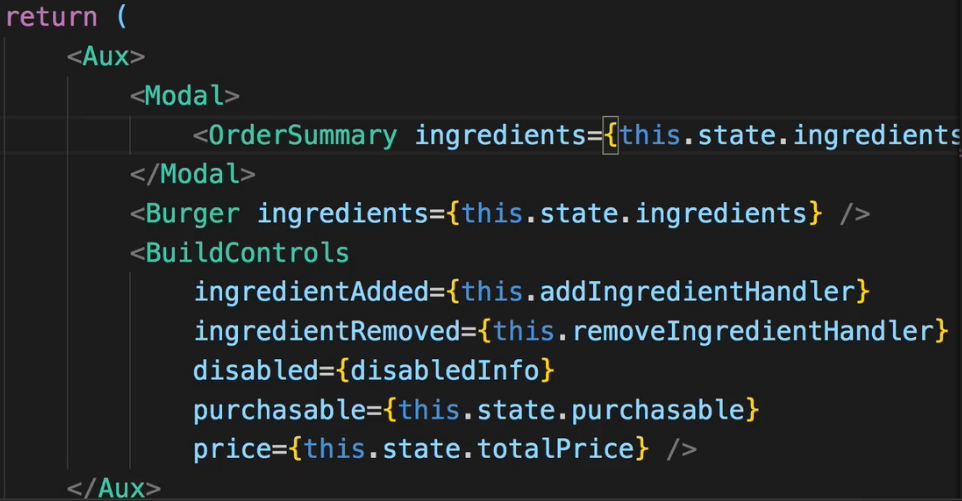 return (
<Aux>
<Modal>
<OrderSummary ingredients={this.state.ingredients
</Modal>
<Burger ingredients={this.state.ingredients} />
<BuildControls
ingredientAdded={this.addIngredientHandler}
ingredientRemoved={this.removeIngredientHandler}
disabled={disabledInfo}
purchasable={this.state.purchasable}
price={this.state.totalPrice} />
</Aux>